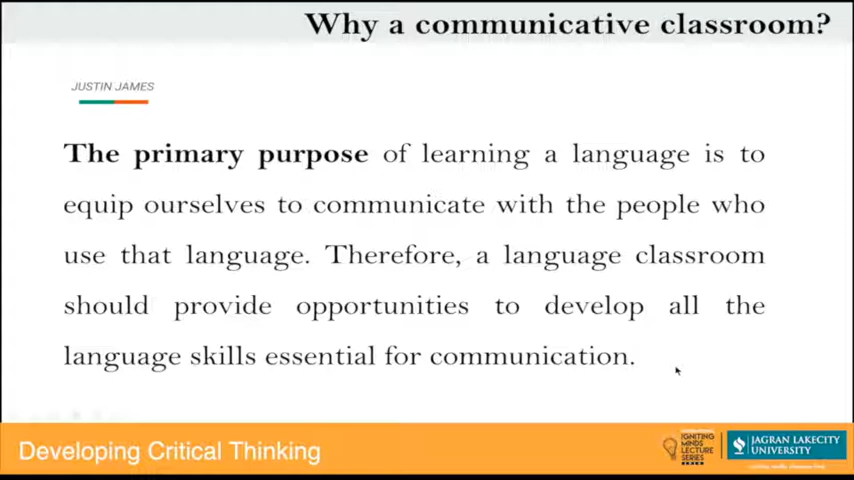 Why a communicative classroom?
JUSTIN JAMES
The primary purpose of learning a language is to
equip ourselves to communicate with the people who
use that language. Therefore, a language classroom
should provide opportunities to develop all the
language skills essential for communication.
Developing Critical Thinking
IGNITING
MINDS
LECTURE
SERIES
JAGRAN LAKECITY
UNIVERSITY